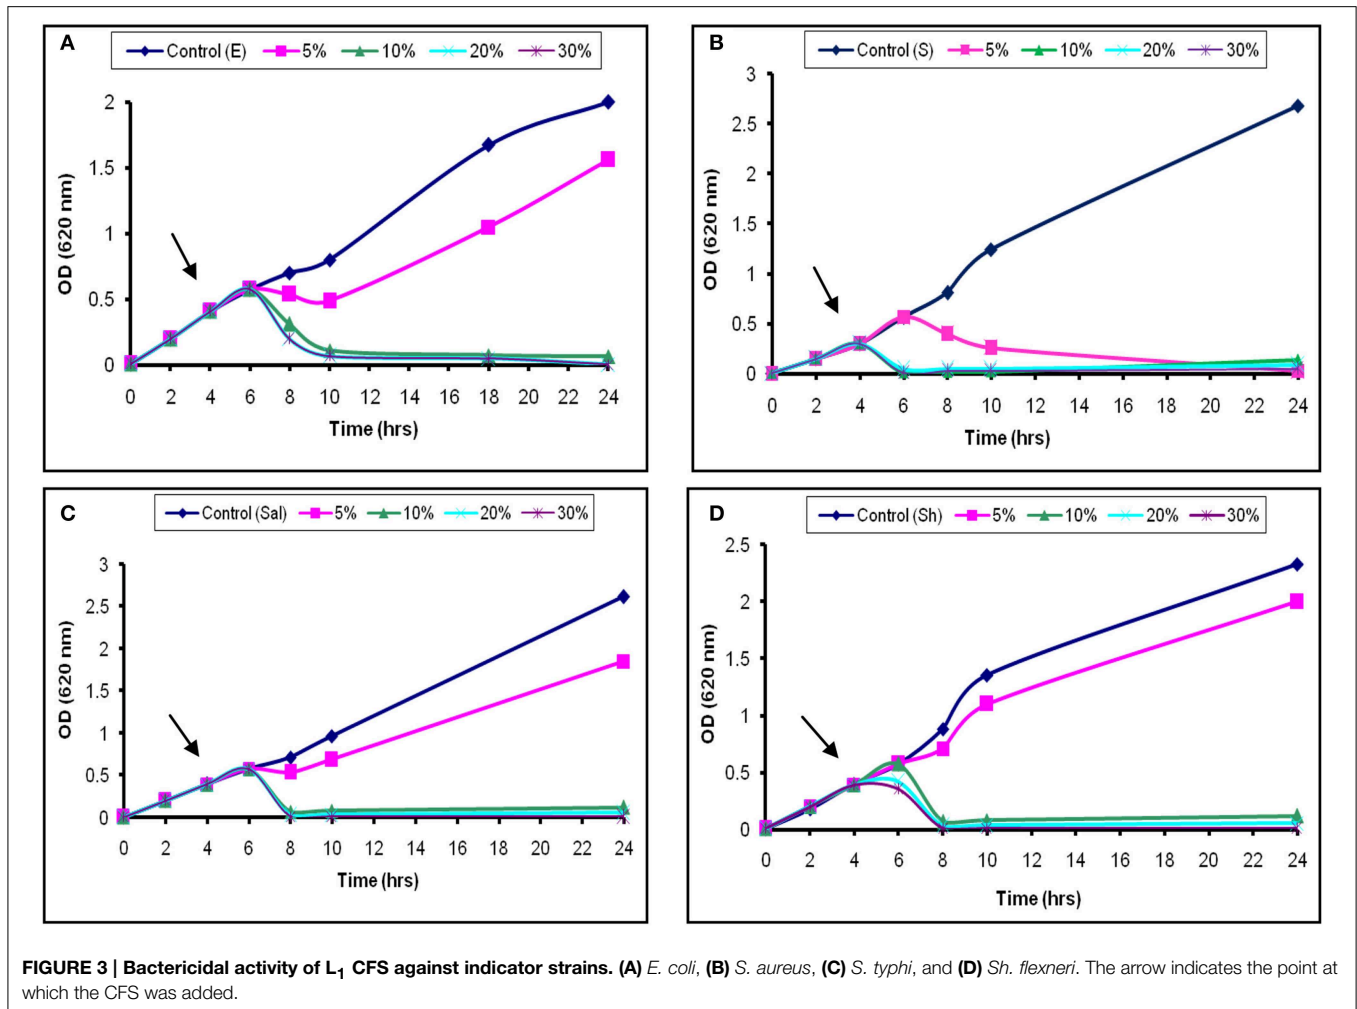 A
Control (E) 5% 10% 20% 30%
2
1.5
1
0.5
0
OD (620 nm)
0 2 4 6 8 10 12 14 16 18 20 22 24
Time (hrs)
B
Control (S) 5% 10% 20% 30%
3
2.5
2
1.5
1
0.5
0
OD (620 nm)
0 2 4 6 8 10 12 14 16 18 20 22 24
Time (hrs)
C
Control (Sal) 5% 10% 20% 30%
3
2.5
2
1.5
1
0.5
0
OD (620 nm)
0 2 4 6 8 10 12 14 16 18 20 22 24
Time (hrs)
D
Control (Sh) 5% 10% 20% 30%
2.5
2
1.5
1
0.5
0
OD (620 nm)
0 2 4 6 8 10 12 14 16 18 20 22 24
Time (hrs)
FIGURE 3 | Bactericidal activity of L1 CFS against indicator strains. (A) E. coli, (B) S. aureus, (C) S. typhi, and (D) Sh. flexneri. The arrow indicates the point at
which the CFS was added.